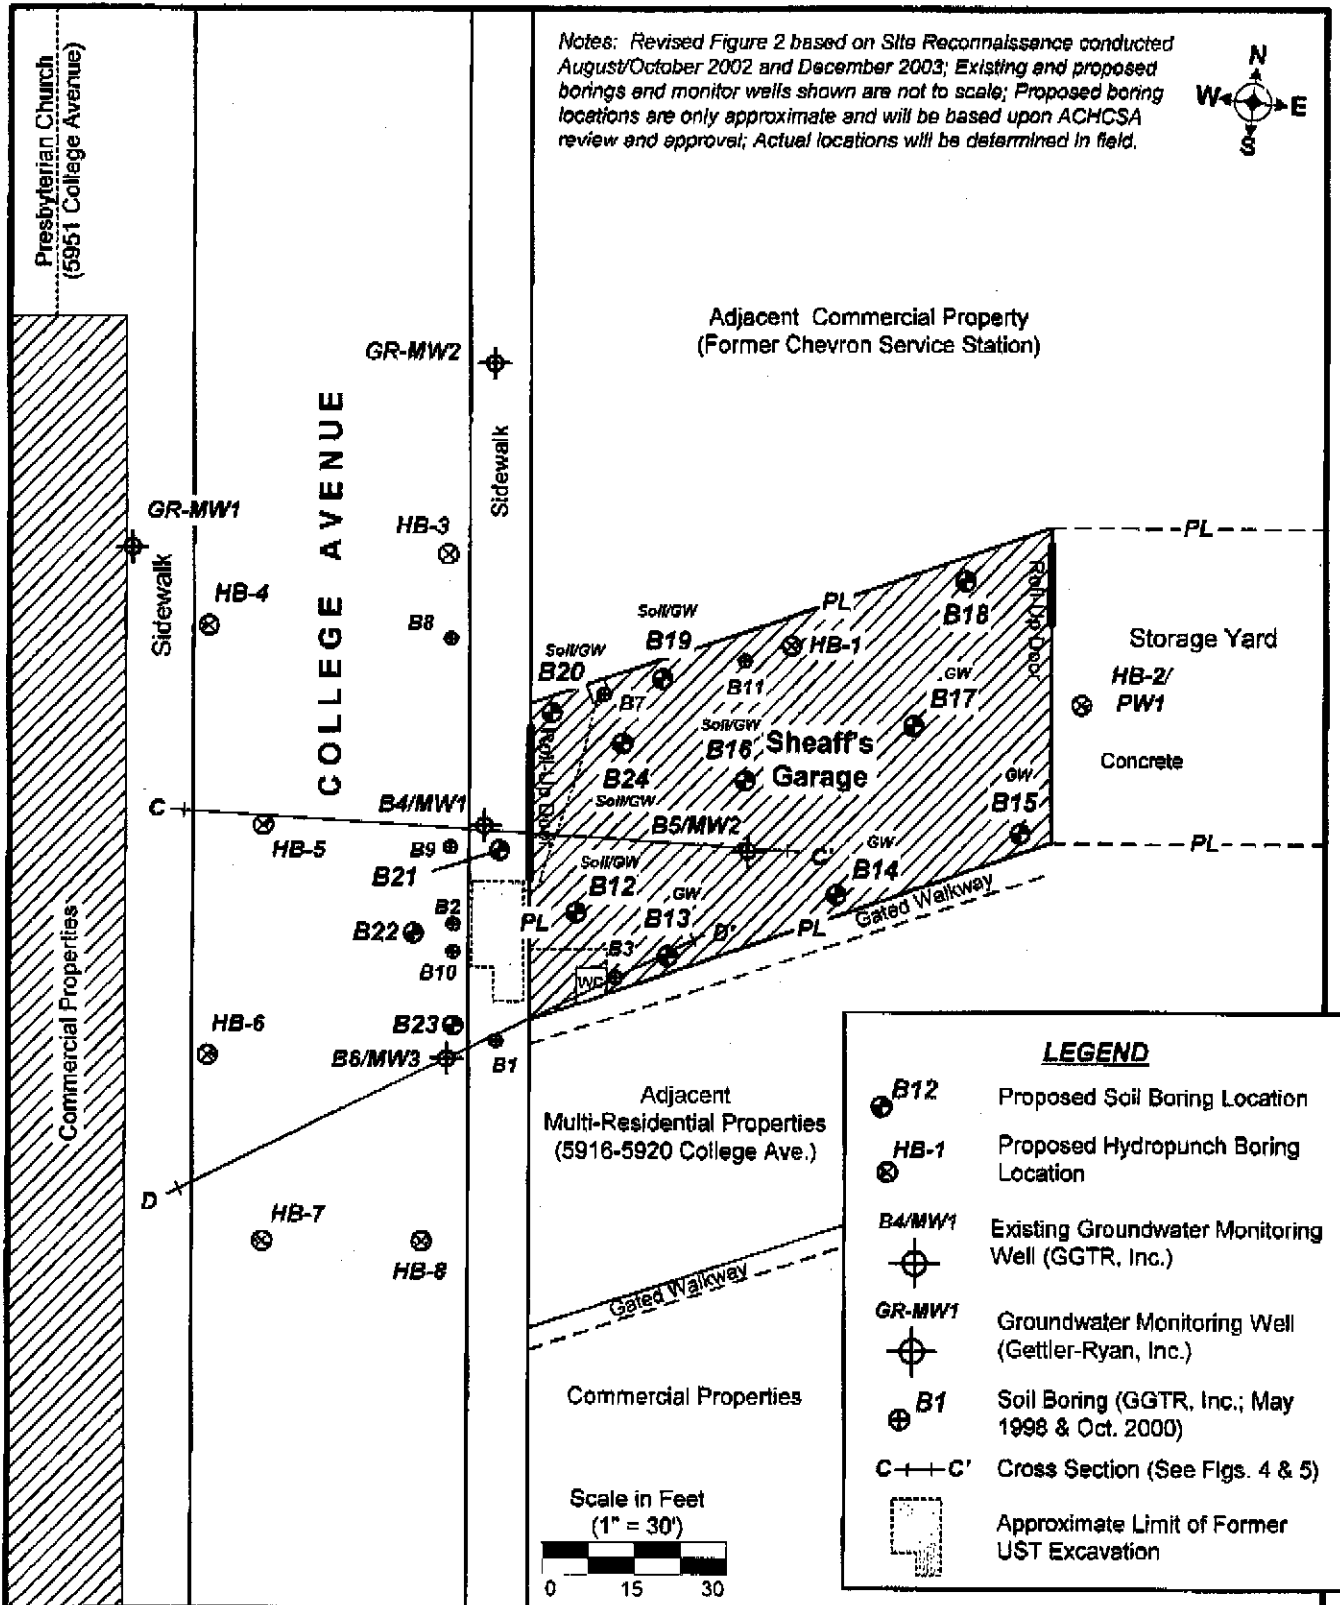 Notes: Revised Figure 2 based on Site Reconnaissance conducted
August/October 2002 and December 2003; Existing and proposed
borings and monitor wells shown are not to scale; Proposed boring
locations are only approximate and will be based upon ACHCSA
review and approval; Actual locations will be determined in field.
N
W
E
S
Presbyterian Church
(5951 College Avenue)
Adjacent Commercial Property
(Former Chevron Service Station)
GR-MW2
COLLEGE AVENUE
Sidewalk
GR-MW1
Sidewalk
HB-3
HB-4
B8
PL
PL
B18
Roll-Up Door
Storage Yard
HB-2/
PW1
Concrete
Soil/GW
B19
HB-1
B11
Soil/GW
B20
B7
GW
B17
Soil/GW
B16
Sheaff's
Garage
Roll-Up Door
B24
Soil/GW
GW
B15
C
B4/MW1
B5/MW2
C'
HB-5
B9
B21
Soil/GW
B12
GW
B14
PL
Gated Walkway
B2
B22
PL
GW
B13
D'
PL
B10
B3
WC
Commercial Properties
HB-6
B23
B6/MW3
B1
Adjacent
Multi-Residential Properties
(5916-5920 College Ave.)
D
HB-7
HB-8
Gated Walkway
Commercial Properties
Scale in Feet
(1" = 30')
0 15 30
LEGEND
B12 Proposed Soil Boring Location
HB-1 Proposed Hydropunch Boring
Location
B4/MW1 Existing Groundwater Monitoring
Well (GGTR, Inc.)
GR-MW1 Groundwater Monitoring Well
(Gettler-Ryan, Inc.)
B1 Soil Boring (GGTR, Inc.; May
1998 & Oct. 2000)
C C' Cross Section (See Figs. 4 & 5)
Approximate Limit of Former
UST Excavation